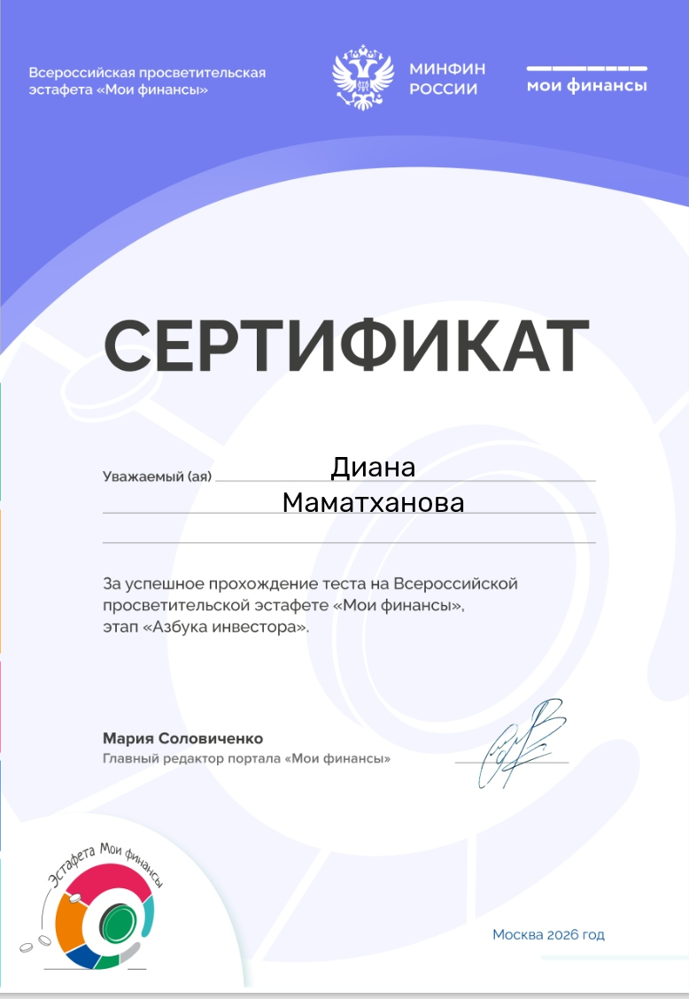 Всероссийская просветительская
эстафета «Мои финансы»
МИНФИН
РОССИИ
мои финансы
СЕРТИФИКАТ
Уважаемый (ая) Диана
Маматханова
За успешное прохождение теста на Всероссийской
просветительской эстафете «Мои финансы»,
этап «Азбука инвестора».
Мария Соловиченко
Главный редактор портала «Мои финансы»
Эстафета Мои финансы
Москва 2026 год